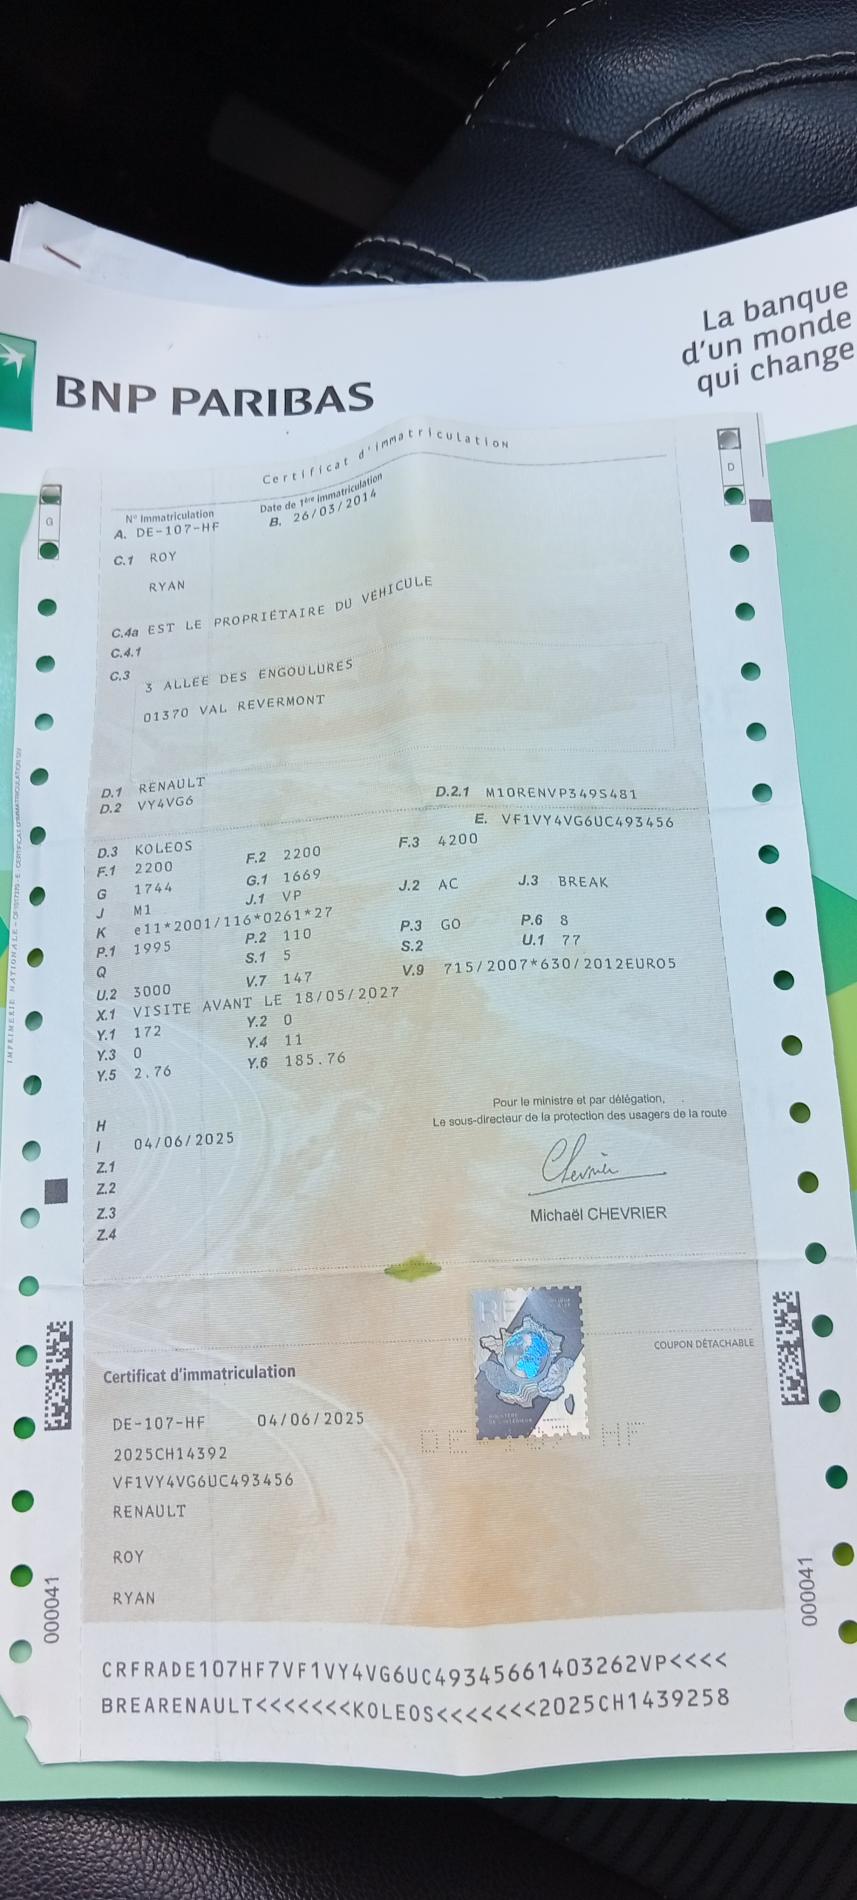 La banque
d'un monde
qui change
BNP PARIBAS
Certificat d'immatriculation
G
D
N° Immatriculation Date de 1ère immatriculation
A. DE-107-HF B. 26/03/2014
C.1 ROY
RYAN
C.4a EST LE PROPRIÉTAIRE DU VÉHICULE
C.4.1
C.3
3 ALLEE DES ENGOULURES
01370 VAL REVERMONT
D.1 RENAULT
D.2 VY4VG6 D.2.1 M10RENVP349S481
E. VF1VY4VG6UC493456
D.3 KOLEOS
F.1 2200 F.2 2200 F.3 4200
G 1744 G.1 1669
J M1 J.1 VP J.2 AC J.3 BREAK
K e11*2001/116*0261*27
P.1 1995 P.2 110 P.3 GO P.6 8
Q S.1 5 S.2 U.1 77
U.2 3000 V.7 147 V.9 715/2007*630/2012EURO5
X.1 VISITE AVANT LE 18/05/2027
Y.1 172 Y.2 0
Y.3 0 Y.4 11
Y.5 2.76 Y.6 185.76
Pour le ministre et par délégation,
Le sous-directeur de la protection des usagers de la route
H
I 04/06/2025
Z.1
Z.2
Z.3
Z.4
Chevrier
Michaël CHEVRIER
RF
COUPON DÉTACHABLE
Certificat d'immatriculation
DE-107-HF 04/06/2025
DE-107-HF
2025CH14392
VF1VY4VG6UC493456
RENAULT
ROY
RYAN
000041
000041
CRFRADE107HF7VF1VY4VG6UC49345661403262VP<<<<
BREARENAULT<<<<<<<KOLEOS<<<<<<<2025CH1439258